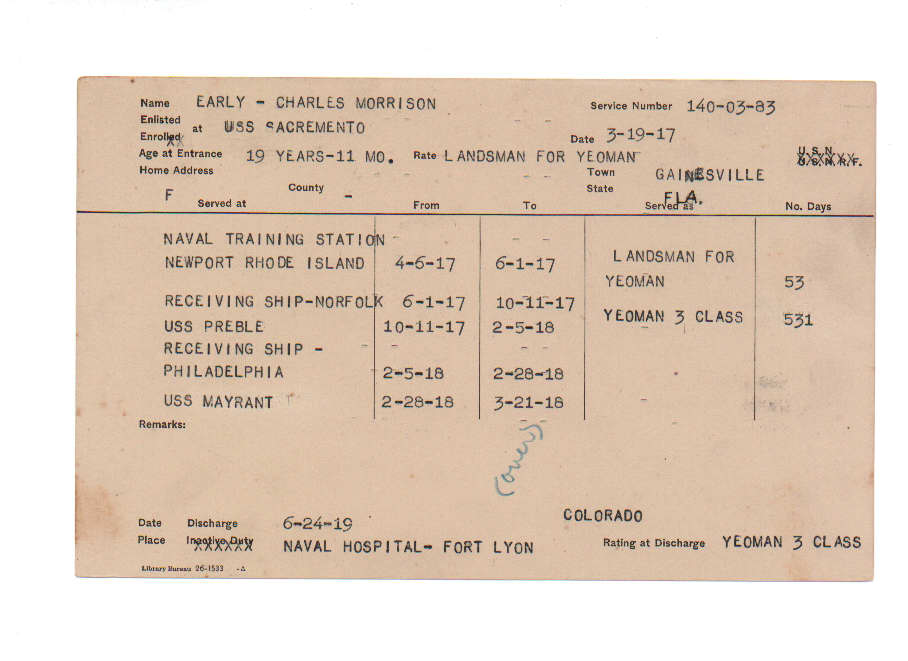 Name EARLY - CHARLES MORRISON Service Number 140-03-83
Enlisted
Enrolled at USS SACREMENTO Date 3-19-17
Age at Entrance 19 YEARS-11 MO. Rate LANDSMAN FOR YEOMAN U.S.N.
U.S.N.R.F.
Home Address Town GAINESVILLE
F County - State FLA.
Served at From To Served as No. Days
NAVAL TRAINING STATION -
NEWPORT RHODE ISLAND 4-6-17 6-1-17 LANDSMAN FOR
YEOMAN 53
RECEIVING SHIP-NORFOLK 6-1-17 10-11-17
YEOMAN 3 CLASS 531
USS PREBLE 10-11-17 2-5-18
RECEIVING SHIP -
PHILADELPHIA 2-5-18 2-28-18
USS MAYRANT 2-28-18 3-21-18
Remarks:
(over)
COLORADO
Date Discharge 6-24-19
Place Inactive Duty NAVAL HOSPITAL- FORT LYON Rating at Discharge YEOMAN 3 CLASS
Library Bureau 26-1533